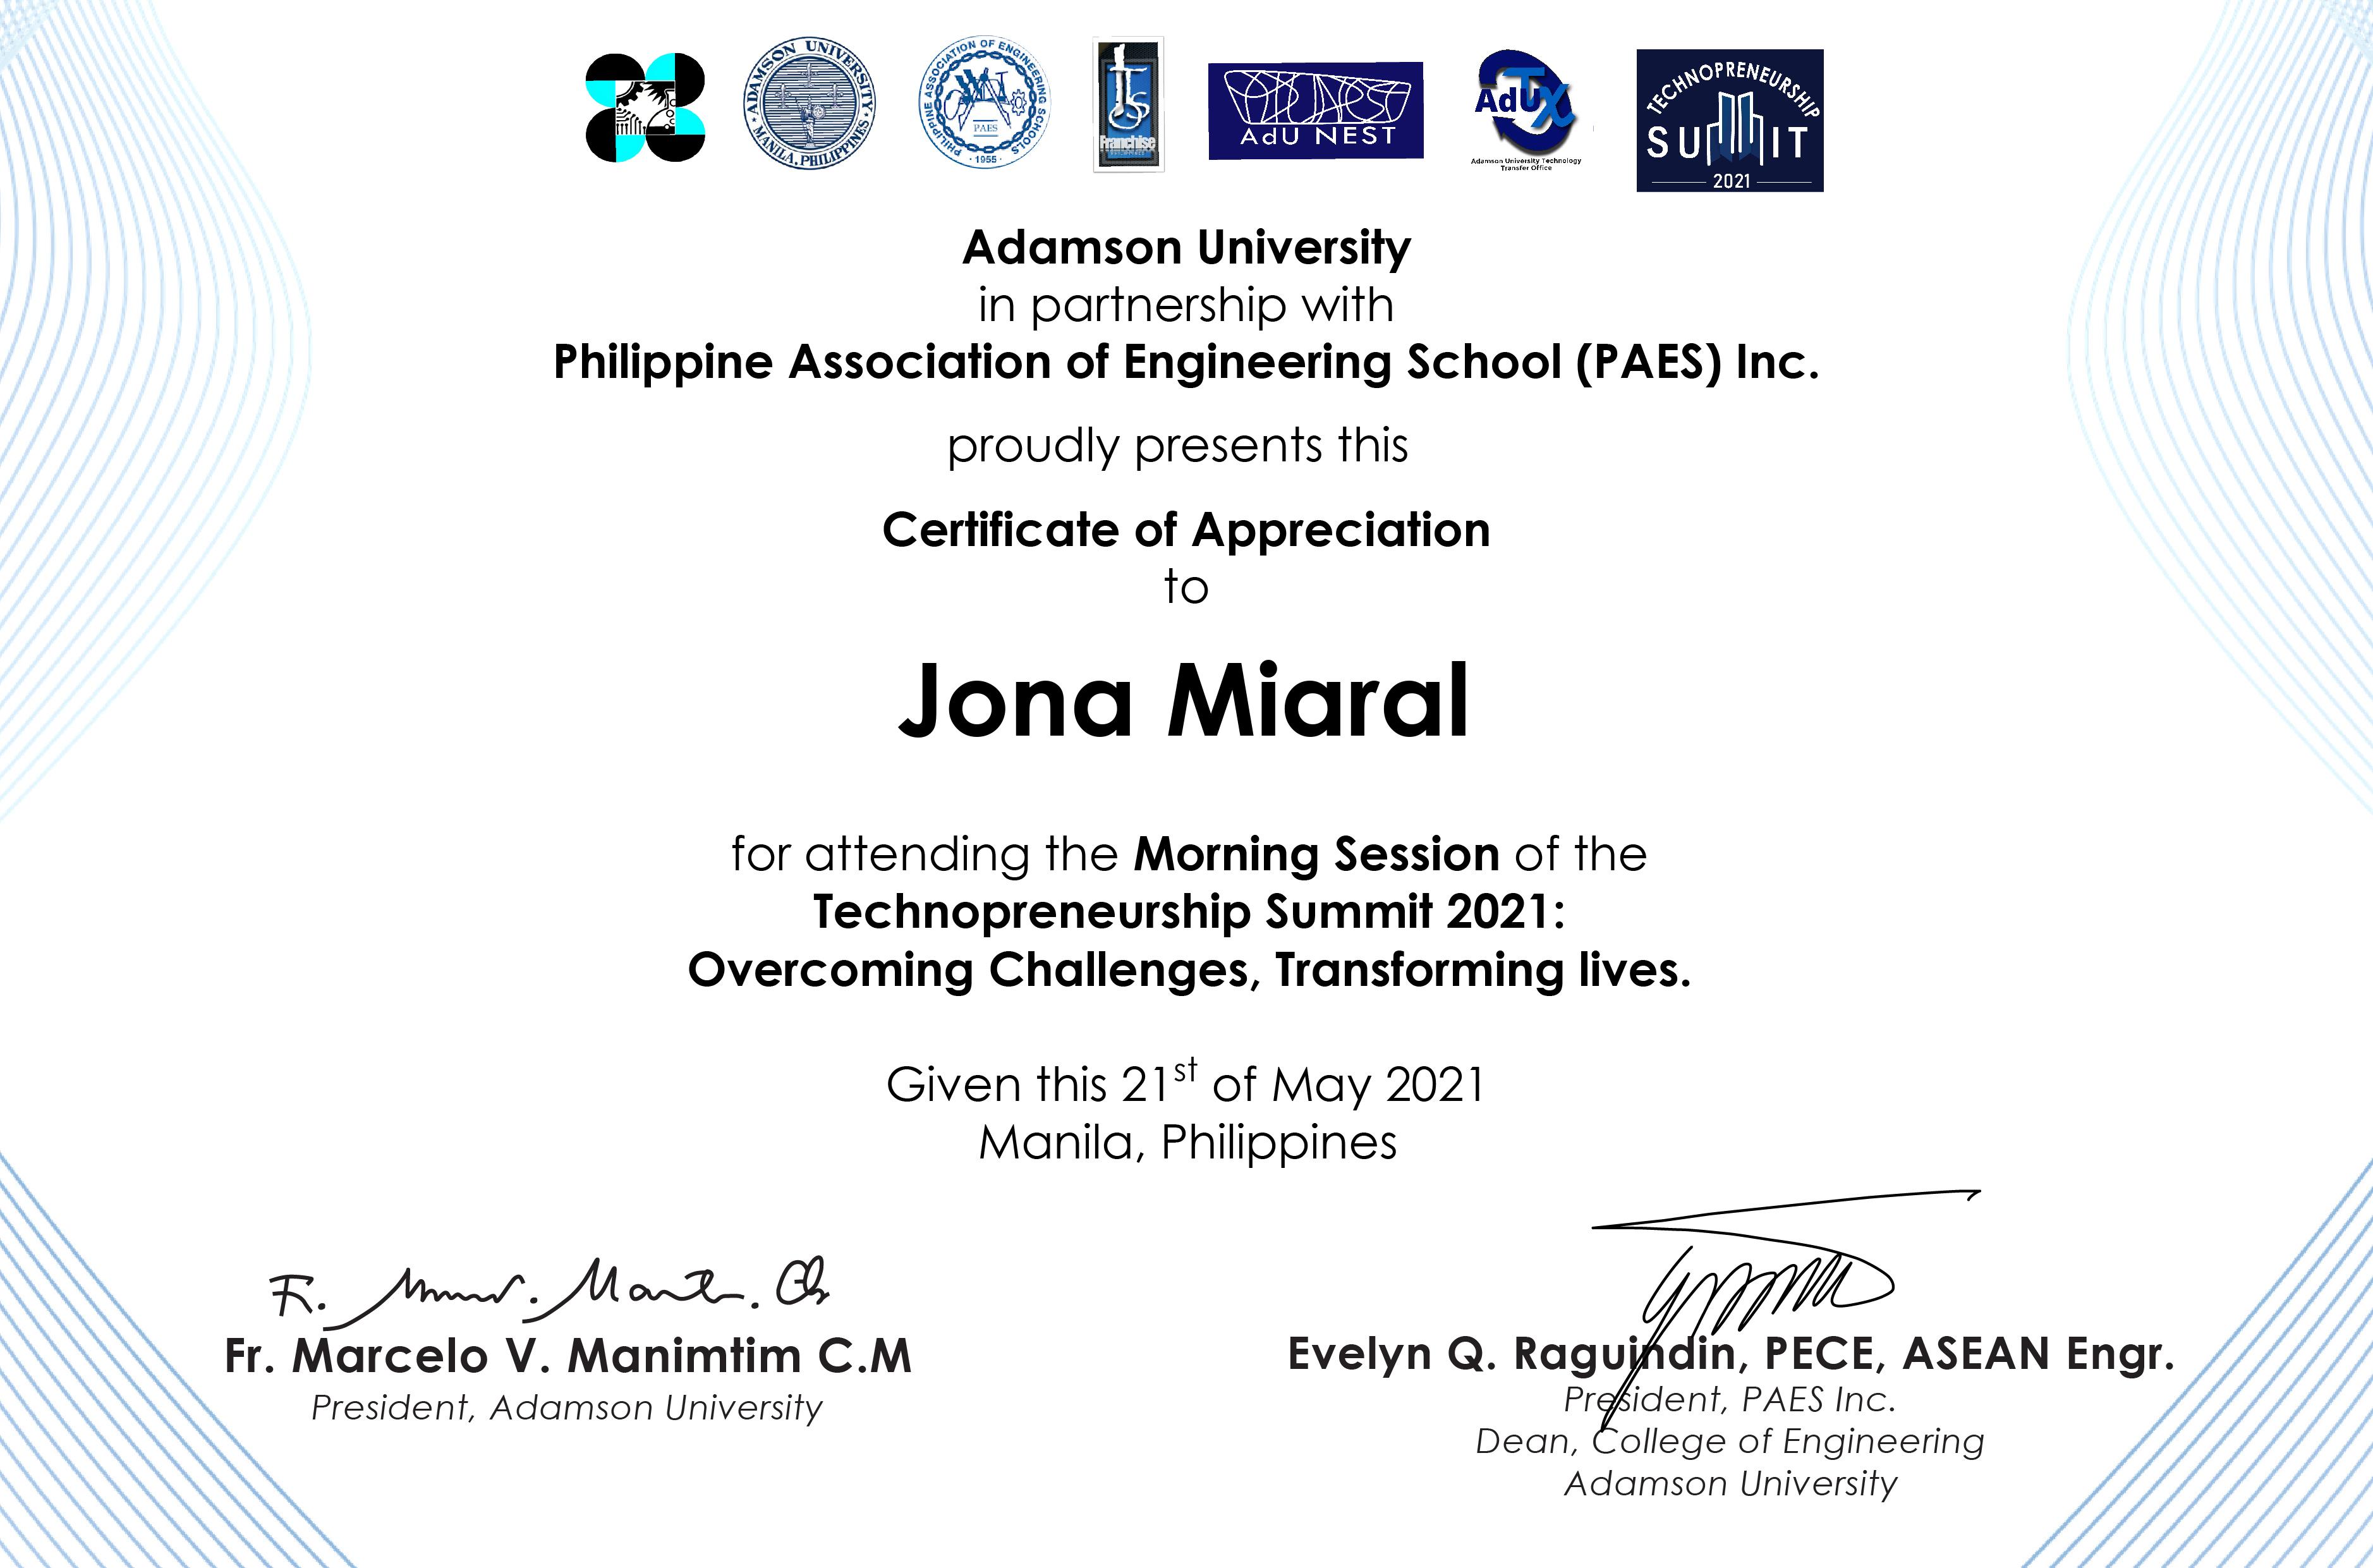 ADAMSON UNIVERSITY
MANILA, PHILIPPINES
PHILIPPINE ASSOCIATION OF ENGINEERING SCHOOLS
PAES
1955
Franchise
AdU NEST
AdUTX
Adamson University Technology
Transfer Office
TECHNOPRENEURSHIP
SUMMIT
2021
Adamson University
in partnership with
Philippine Association of Engineering School (PAES) Inc.
proudly presents this
Certificate of Appreciation
to
Jona Miaral
for attending the Morning Session of the
Technopreneurship Summit 2021:
Overcoming Challenges, Transforming lives.
Given this 21st of May 2021
Manila, Philippines
Fr. Marcelo V. Manimtim C.M
President, Adamson University
Evelyn Q. Raguindin, PECE, ASEAN Engr.
President, PAES Inc.
Dean, College of Engineering
Adamson University